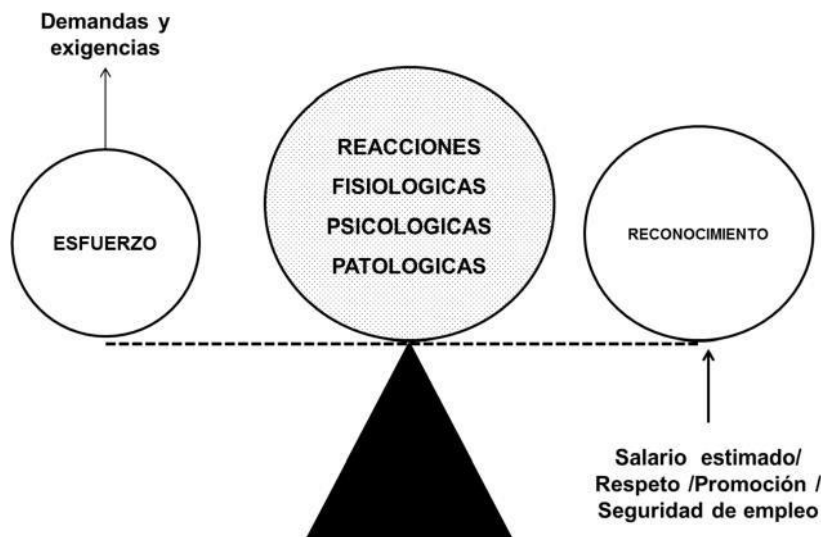 Demandas y
exigencias
REACCIONES
FISIOLOGICAS
PSICOLOGICAS
PATOLOGICAS
ESFUERZO
RECONOCIMIENTO
Salario estimado/
Respeto /Promoción /
Seguridad de empleo